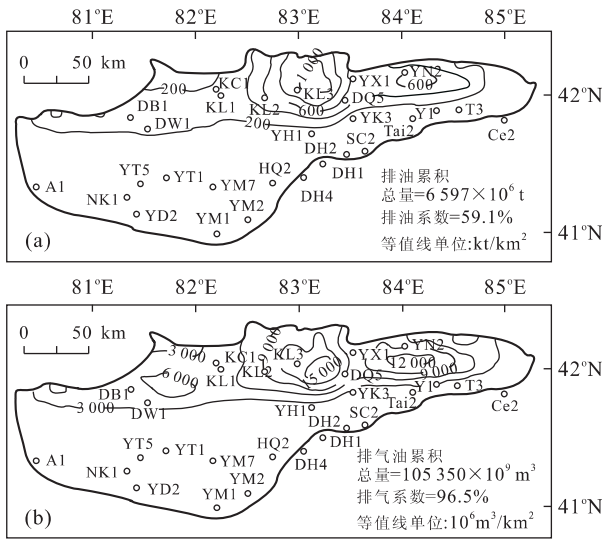 81°E 82°E 83°E 84°E 85°E
0 50 km
YN2
KC1 1 000 YX1 600
200 KL3 42°N
DB1 KL1 KL2 600 DQ5 T3
DW1 200 YK3 Y1
YH1 SC2 Tai2 Ce2
DH2
YT5 YT1 HQ2 DH1 排油累积
A1 YM7 DH4 总量=6 597×10⁶ t
NK1 YM2 排油系数=59.1%
(a) YD2 YM1 等值线单位:kt/km² 41°N
81°E 82°E 83°E 84°E 85°E
0 50 km
3 000 KC1 KL3 YX1 YN2
12 000 42°N
6 000 KL1 KL2 15 000 DQ5
DB1 Y1 T3
3 000 DW1 YH1 YK3 Tai2 Ce2
SC2
DH2
YT5 YT1 HQ2 DH1 排气油累积
A1 YM7 DH4 总量=105 350×10⁹ m³
NK1 YM2 排气系数=96.5%
(b) YD2 YM1 等值线单位:10⁶m³/km² 41°N